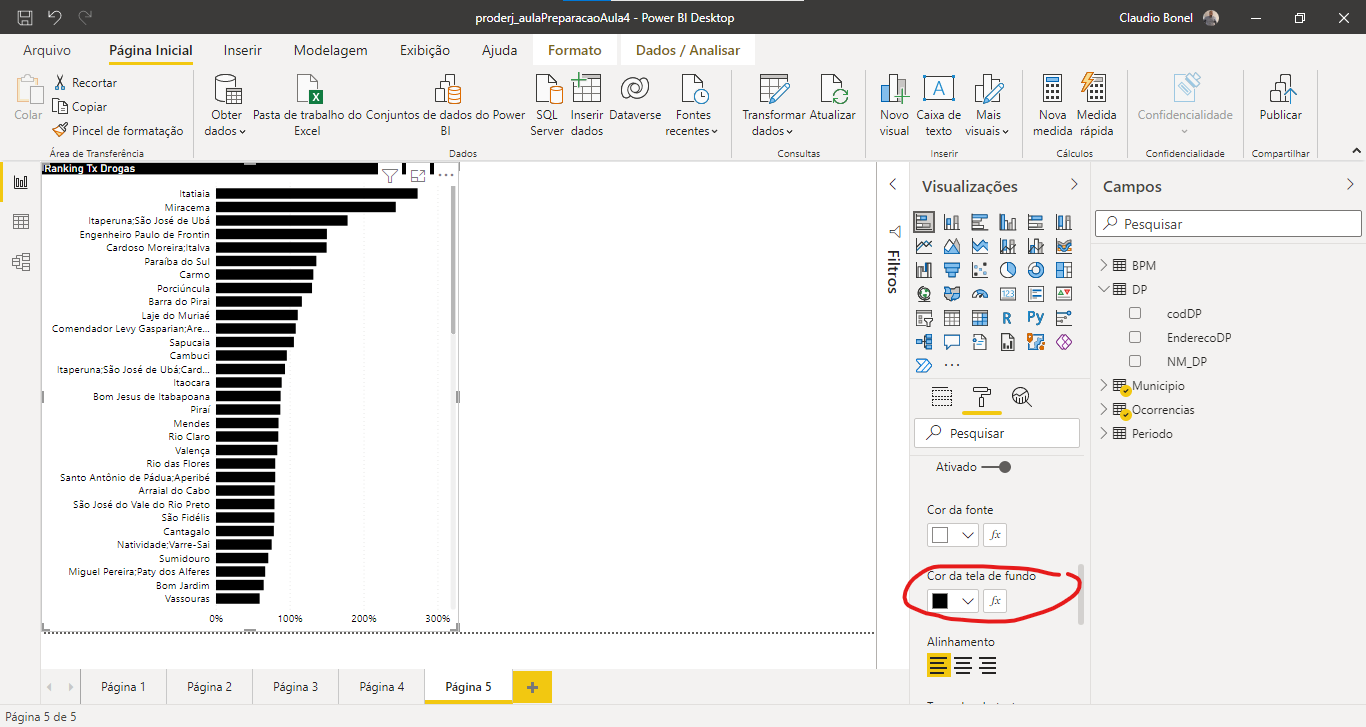 proderj_aulaPreparacaoAula4 - Power BI Desktop
Claudio Bonel
Arquivo
Página Inicial
Inserir
Modelagem
Exibição
Ajuda
Formato
Dados / Analisar
Colar
Recortar
Copiar
Pincel de formatação
Área de Transferência
Obter
dados
Pasta de trabalho do
Excel
Conjuntos de dados do Power
BI
SQL
Server
Inserir
dados
Dataverse
Fontes
recentes
Dados
Transformar
dados
Atualizar
Consultas
Novo
visual
Caixa de
texto
Mais
visuais
Inserir
Nova
medida
Medida
rápida
Cálculos
Confidencialidade
Confidencialidade
Publicar
Compartilhar
Ranking Tx Drogas
Itatiaia
Miracema
Itaperuna;São José de Ubá
Engenheiro Paulo de Frontin
Cardoso Moreira;Italva
Paraíba do Sul
Carmo
Porciúncula
Barra do Pirai
Laje do Muriaé
Comendador Levy Gasparian;Are...
Sapucaia
Cambuci
Itaperuna;São José de Ubá;Card...
Itaocara
Bom Jesus de Itabapoana
Piraí
Mendes
Rio Claro
Valença
Rio das Flores
Santo Antônio de Pádua;Aperibé
Arraial do Cabo
São José do Vale do Rio Preto
São Fidélis
Cantagalo
Natividade;Varre-Sai
Sumidouro
Miguel Pereira;Paty dos Alferes
Bom Jardim
Vassouras
0%
100%
200%
300%
Filtros
Visualizações
123
R
Py
Pesquisar
Ativado
Cor da fonte
fx
Cor da tela de fundo
fx
Alinhamento
Campos
Pesquisar
BPM
DP
codDP
EnderecoDP
NM_DP
Municipio
Ocorrencias
Periodo
Página 1
Página 2
Página 3
Página 4
Página 5
+
Página 5 de 5